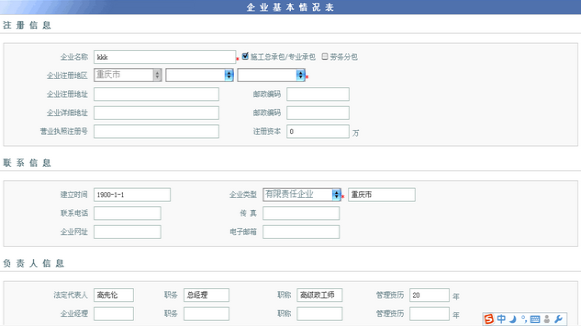 企业基本情况表
注册信息
企业名称 kkk 施工总承包/专业承包 劳务分包
企业注册地区 重庆市
企业注册地址 邮政编码
企业详细地址 邮政编码
营业执照注册号 注册资本 0 万
联系信息
建立时间 1900-1-1 企业类型 有限责任企业 重庆市
联系电话 传真
企业网址 电子邮箱
负责人信息
法定代表人 高先伦 职务 总经理 职称 高级政工师 管理资历 20 年
企业经理 职务 职称 管理资历 年
中